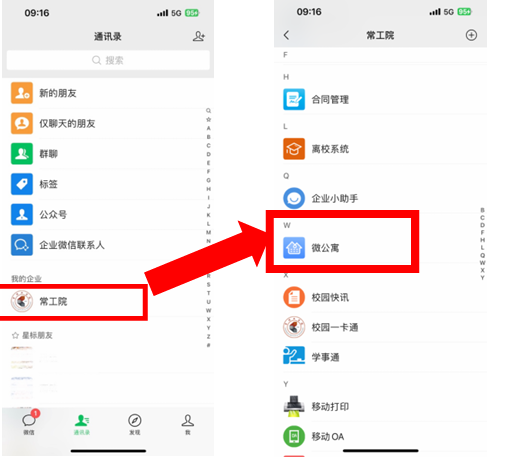 09:16
5G
95+
通讯录
搜索
新的朋友
仅聊天的朋友
群聊
标签
公众号
企业微信联系人
我的企业
常工院
星标朋友
A
B
C
D
E
F
G
H
I
J
K
L
M
N
R
S
T
U
V
W
X
Y
Z
#
1
微信
通讯录
发现
我
09:16
5G
95+
常工院
F
H
合同管理
L
离校系统
Q
企业小助手
W
微公寓
X
校园快讯
校园一卡通
学事通
Y
移动打印
移动OA
B
C
D
F
H
L
Q
W
X
Y